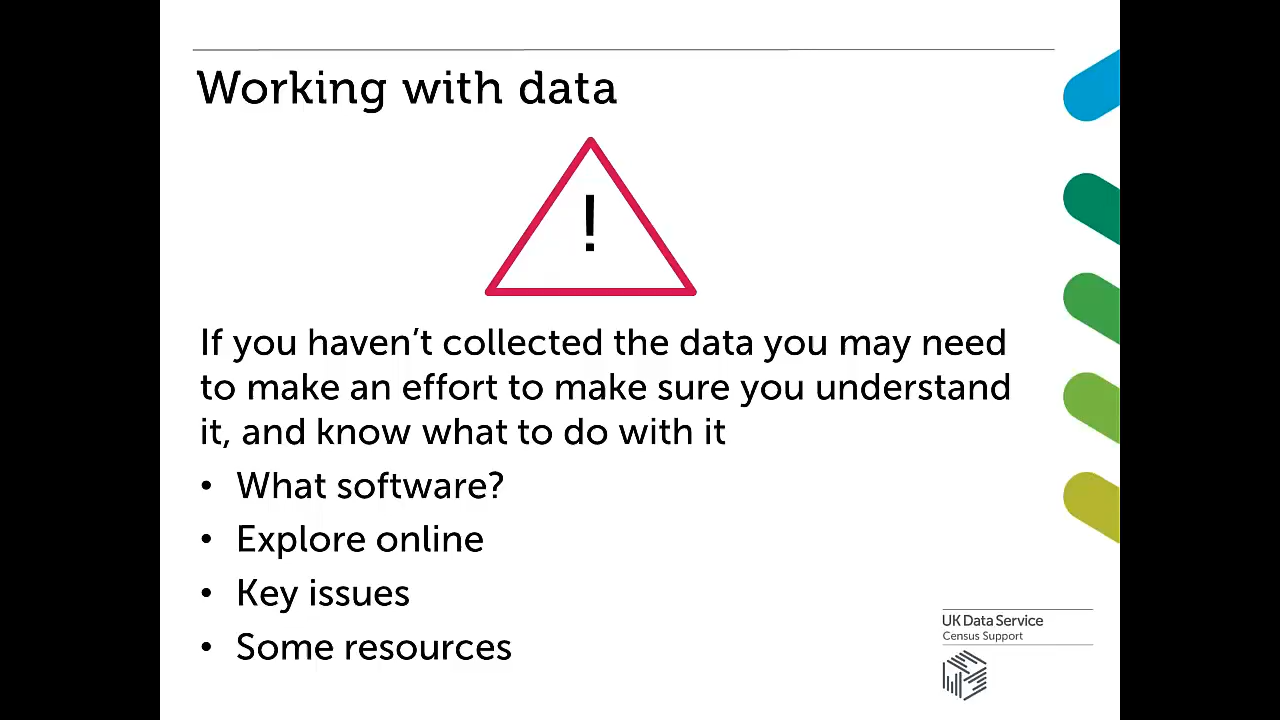 Working with data
!
If you haven't collected the data you may need
to make an effort to make sure you understand
it, and know what to do with it
• What software?
• Explore online
• Key issues
• Some resources
UK Data Service
Census Support